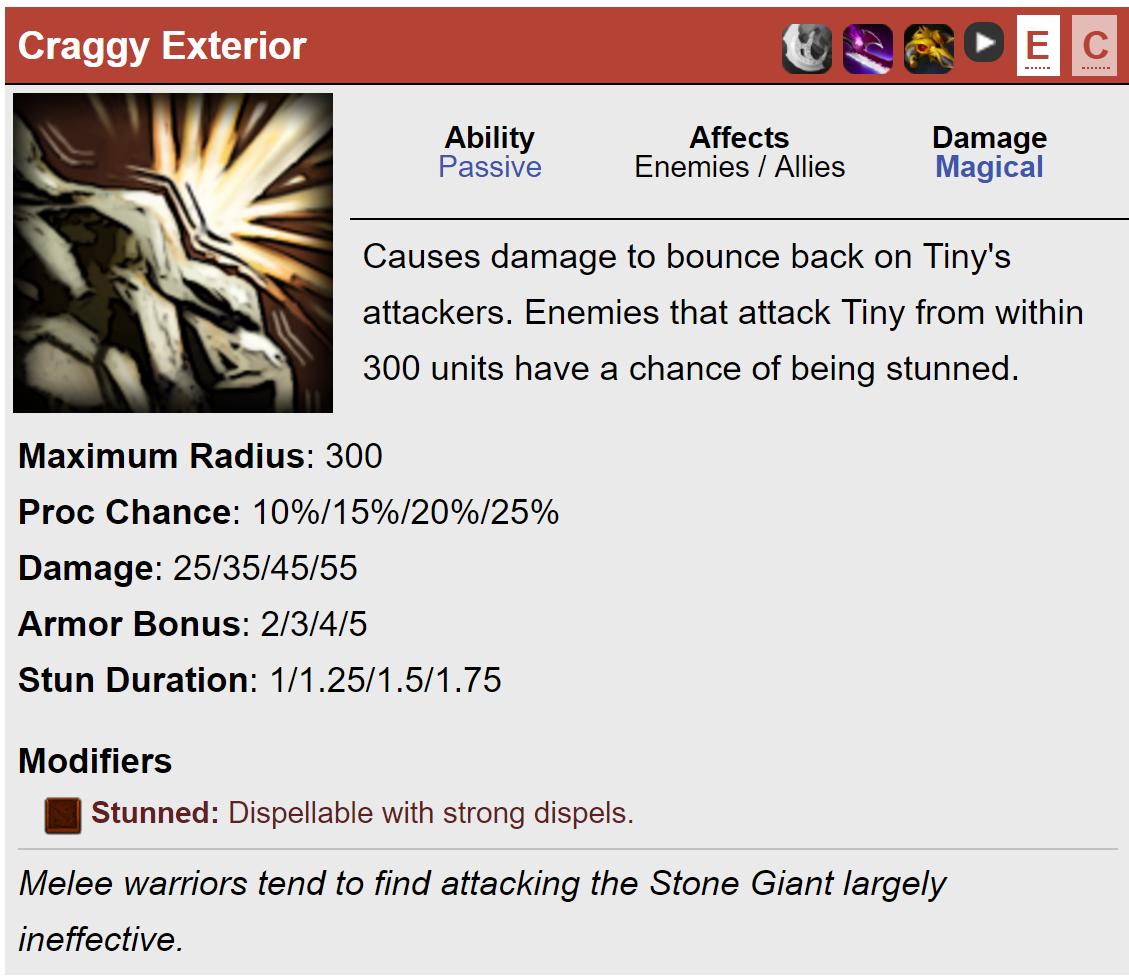 Craggy Exterior E C
Ability Affects Damage
Passive Enemies / Allies Magical
Causes damage to bounce back on Tiny's
attackers. Enemies that attack Tiny from within
300 units have a chance of being stunned.
Maximum Radius: 300
Proc Chance: 10%/15%/20%/25%
Damage: 25/35/45/55
Armor Bonus: 2/3/4/5
Stun Duration: 1/1.25/1.5/1.75
Modifiers
Stunned: Dispellable with strong dispels.
Melee warriors tend to find attacking the Stone Giant largely
ineffective.